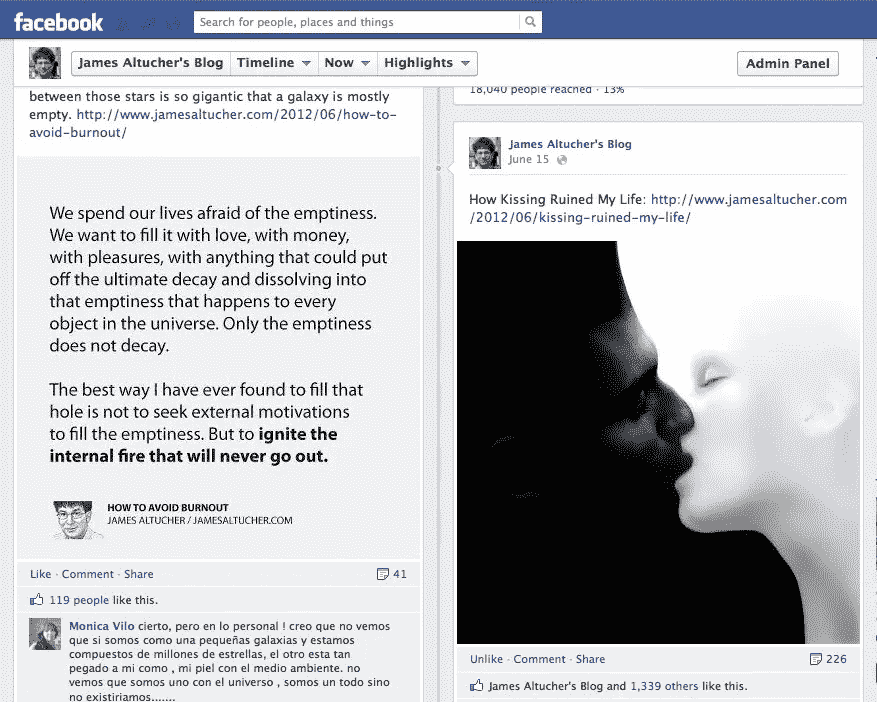 facebook
Search for people, places and things
James Altucher's Blog
Timeline
Now
Highlights
Admin Panel
between those stars is so gigantic that a galaxy is mostly
empty. http://www.jamesaltucher.com/2012/06/how-to-
avoid-burnout/
We spend our lives afraid of the emptiness.
We want to fill it with love, with money,
with pleasures, with anything that could put
off the ultimate decay and dissolving into
that emptiness that happens to every
object in the universe. Only the emptiness
does not decay.
The best way I have ever found to fill that
hole is not to seek external motivations
to fill the emptiness. But to ignite the
internal fire that will never go out.
HOW TO AVOID BURNOUT
JAMES ALTUCHER / JAMESALTUCHER.COM
Like · Comment · Share
41
119 people like this.
Monica Vilo cierto, pero en lo personal ! creo que no vemos
que si somos como una pequeñas galaxias y estamos
compuestos de millones de estrellas, el otro esta tan
pegado a mi como , mi piel con el medio ambiente. no
vemos que somos uno con el universo , somos un todo sino
no existiriamos.......
18,040 people reached · 13%
James Altucher's Blog
June 15
How Kissing Ruined My Life: http://www.jamesaltucher.com
/2012/06/kissing-ruined-my-life/
Unlike · Comment · Share
226
James Altucher's Blog and 1,339 others like this.